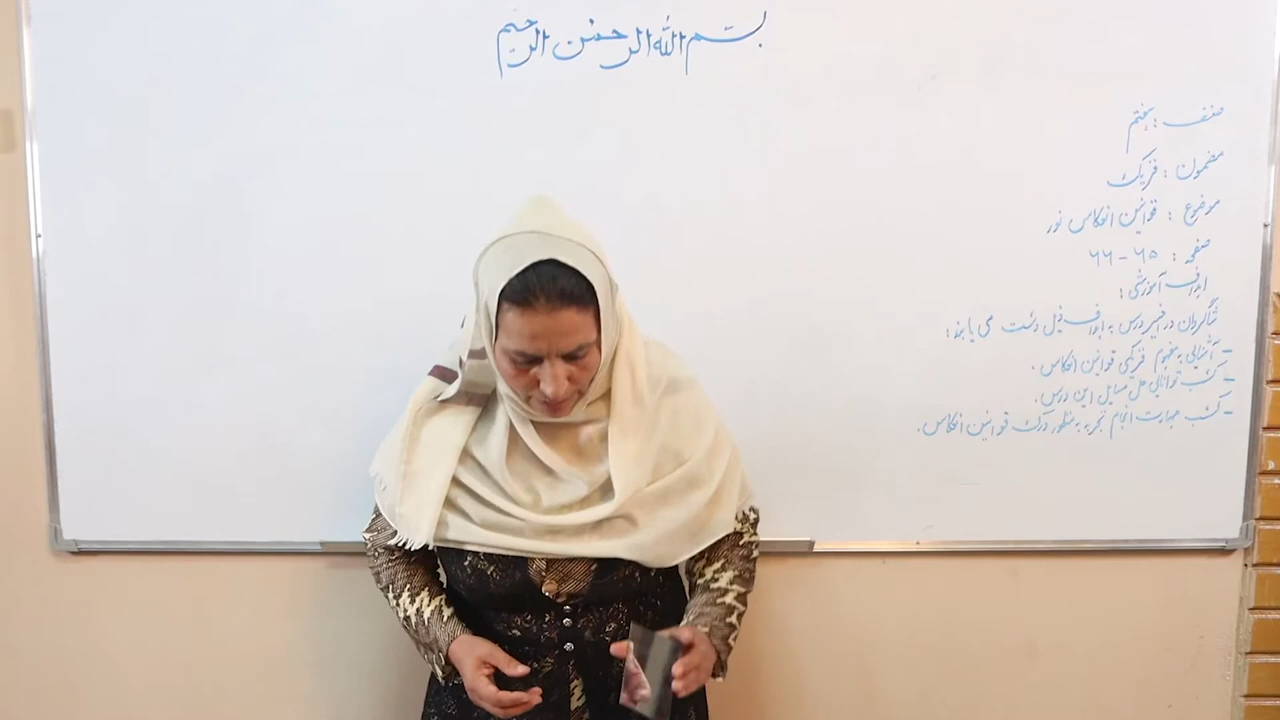 بسم الله الرحمن الرحیم
صنف : هفتم
مضمون : فزیک
موضوع : قوانین انعکاس نور
صفحه : ۶۵ - ۶۶
اهداف آموزشی :
شاگردان در اخیر درس به اهداف ذیل دست می یابند :
- آشنایی به مفهوم فزیکی قوانین انعکاس .
- کسب توانایی حل مسایل این درس .
- کسب مهارت انجام تجربه به منظور درک قوانین انعکاس .